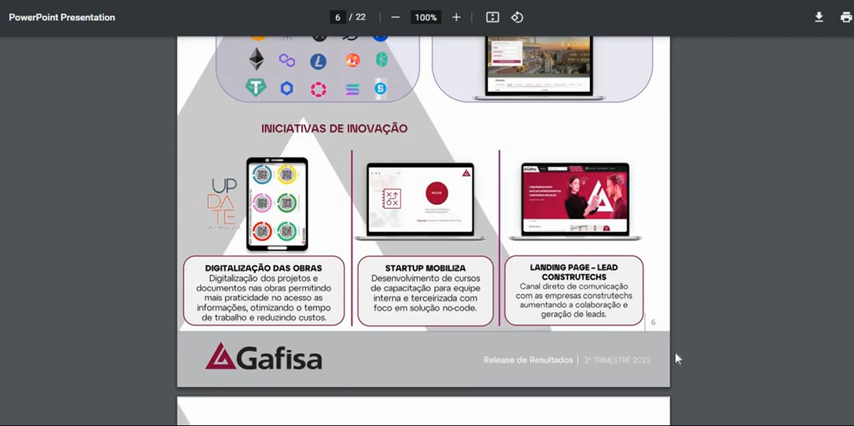 PowerPoint Presentation
6 / 22
100%
INICIATIVAS DE INOVAÇÃO
UP
DA
TE
DIGITALIZAÇÃO DAS OBRAS
Digitalização dos projetos e
documentos nas obras permitindo
mais praticidade no acesso as
informações, otimizando o tempo
de trabalho e reduzindo custos.
STARTUP MOBILIZA
Desenvolvimento de cursos
de capacitação para equipe
interna e terceirizada com
foco em solução no-code.
LANDING PAGE – LEAD
CONSTRUTECHS
Canal direto de comunicação
com as empresas construtechs
aumentando a colaboração e
geração de leads.
6
Gafisa
Release de Resultados | 2º TRIMESTRE 2022